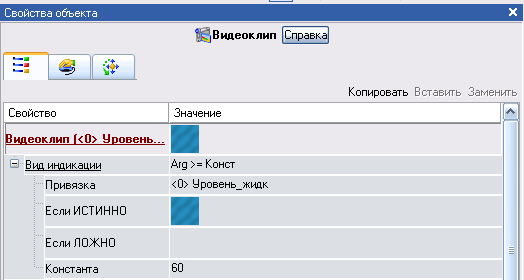 Свойства объекта
Видеоклип Справка
Копировать Вставить Заменить
Свойство Значение
Видеоклип (<0> Уровень...
Вид индикации Arg >= Конст
Привязка <0> Уровень_жидк
Если ИСТИННО
Если ЛОЖНО
Константа 60